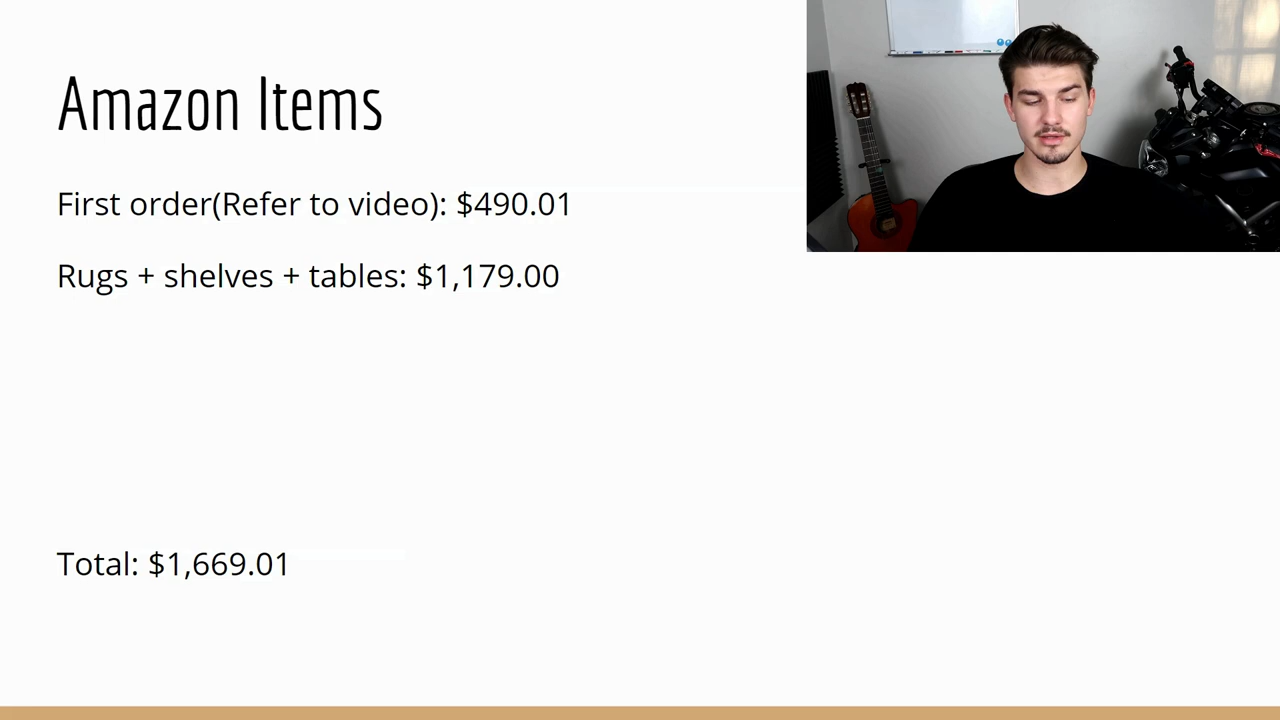 Amazon Items
First order(Refer to video): $490.01
Rugs + shelves + tables: $1,179.00
Total: $1,669.01